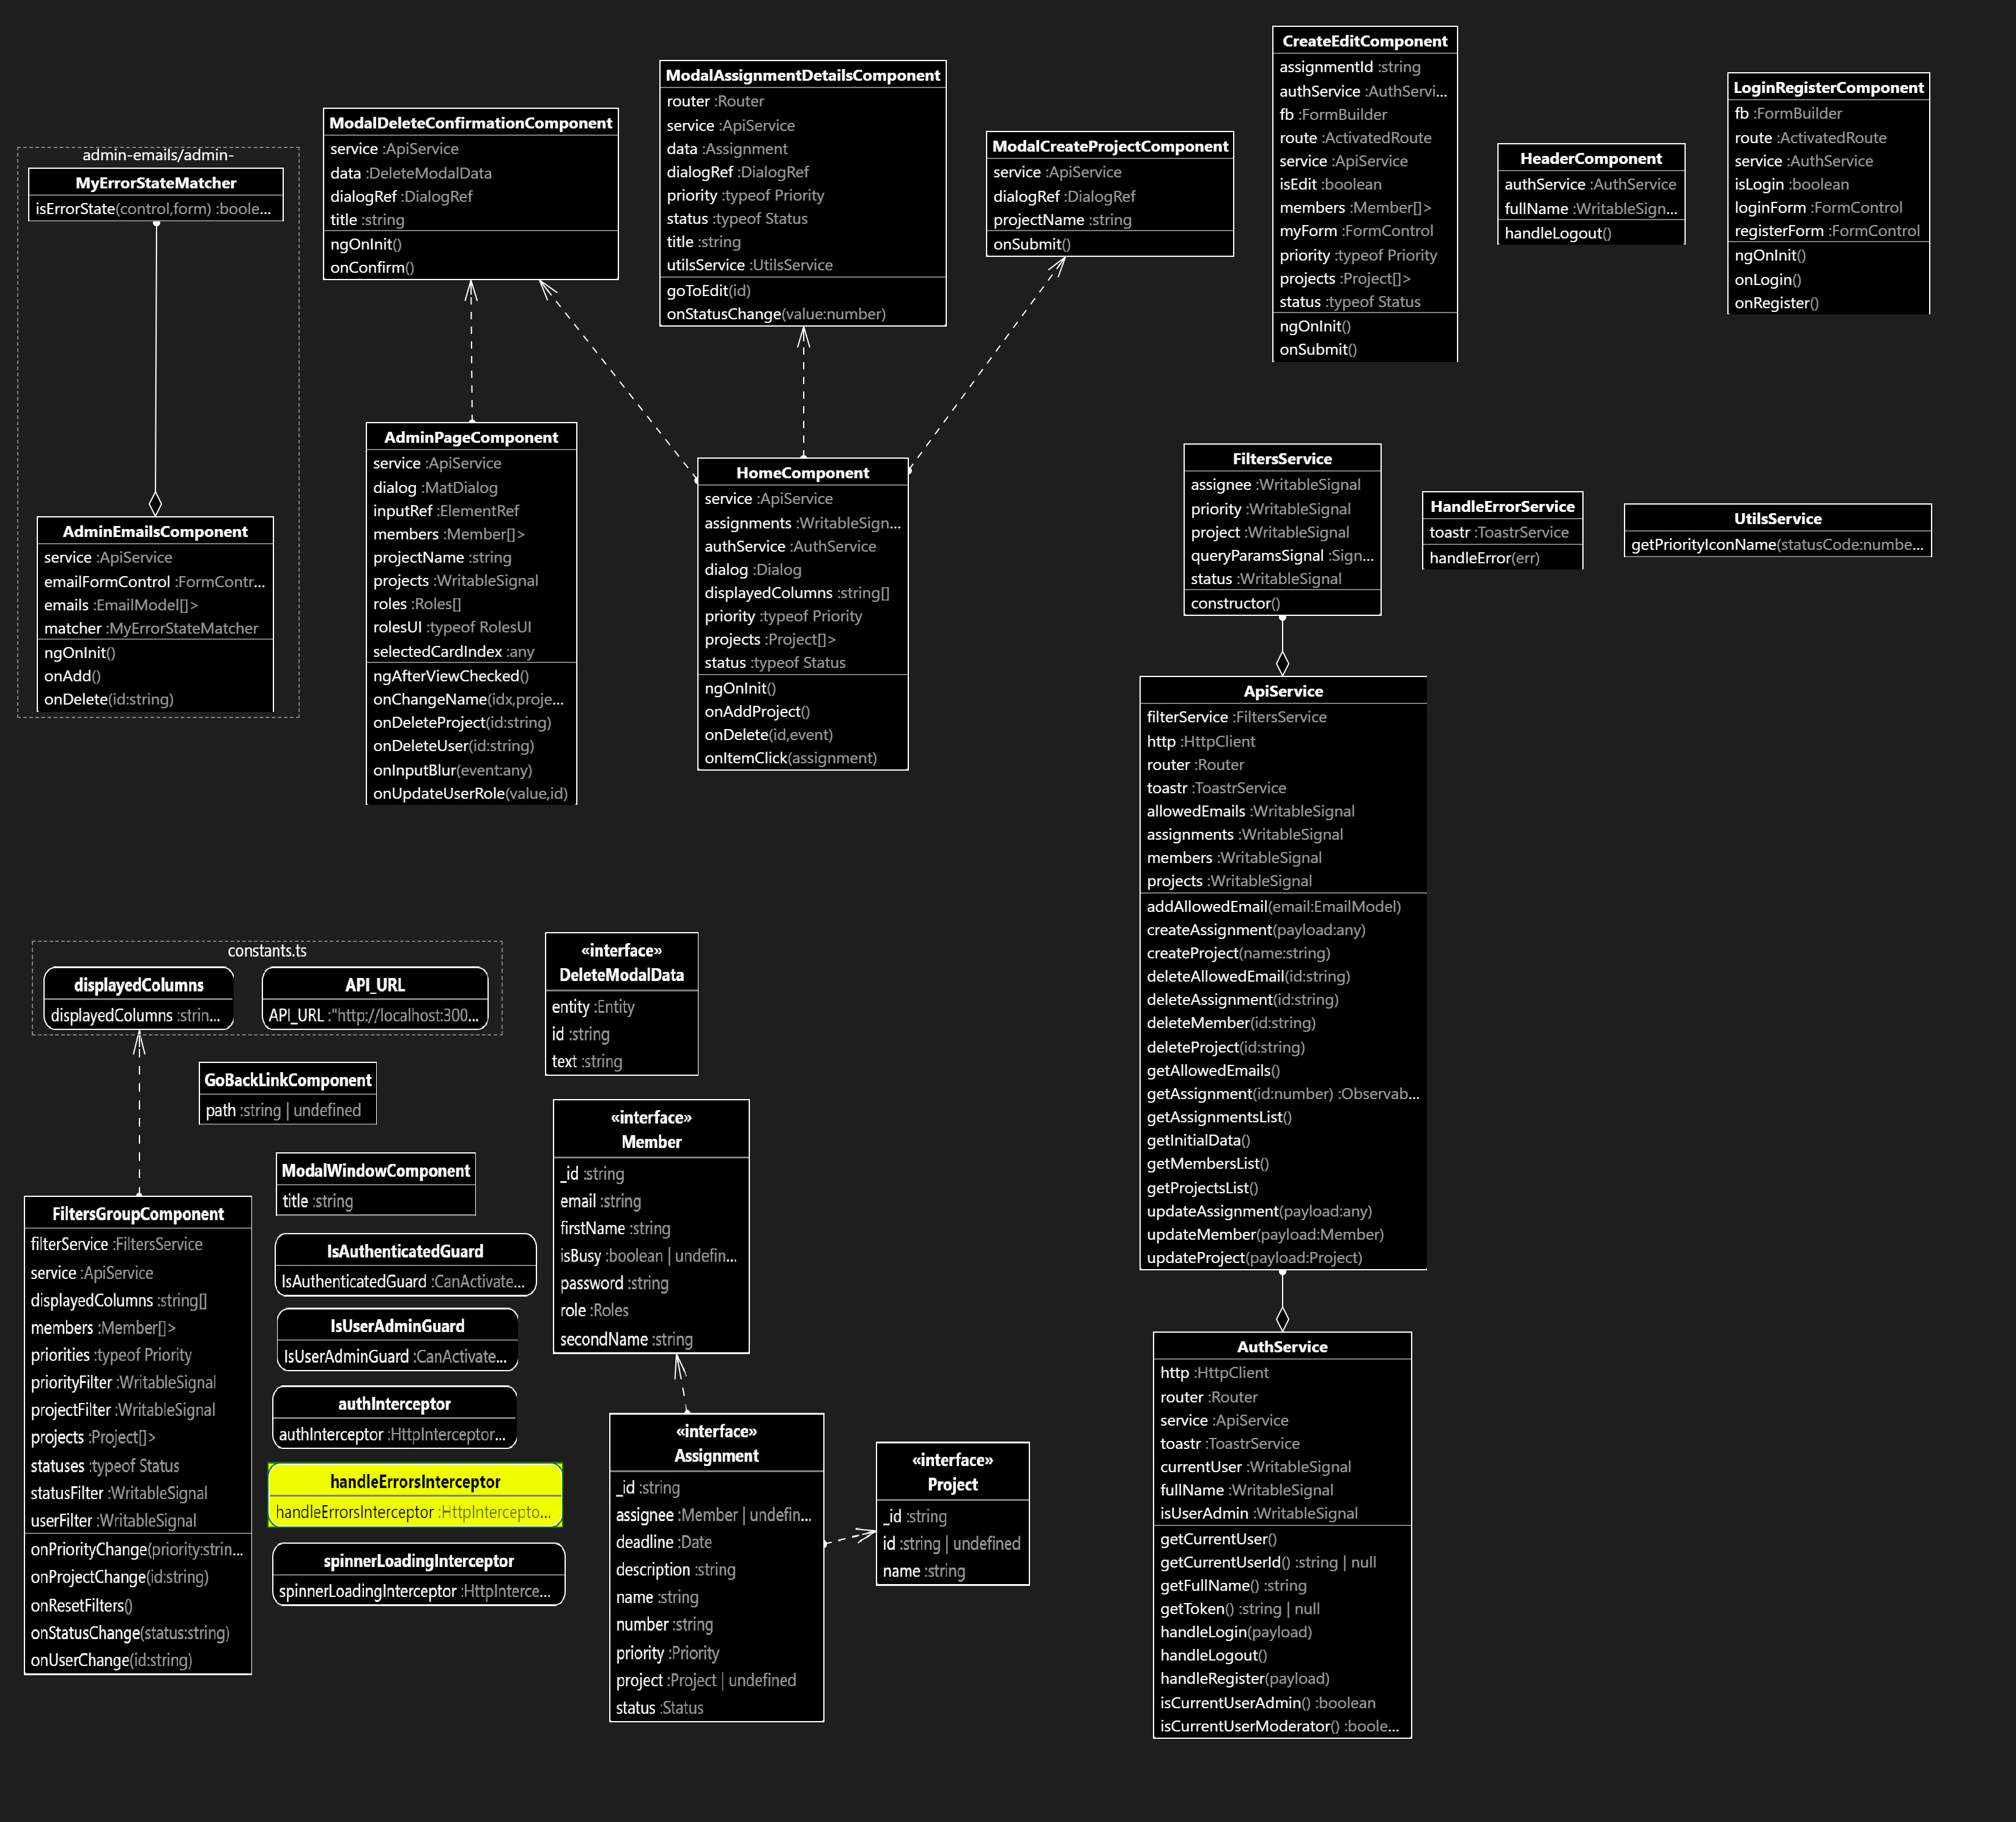 admin-emails/admin-
MyErrorStateMatcher
isErrorState(control,form) :boole...
AdminEmailsComponent
service :ApiService
emailFormControl :FormContr...
emails :EmailModel[]>
matcher :MyErrorStateMatcher
ngOnInit()
onAdd()
onDelete(id:string)
ModalDeleteConfirmationComponent
service :ApiService
data :DeleteModalData
dialogRef :DialogRef
title :string
ngOnInit()
onConfirm()
ModalAssignmentDetailsComponent
router :Router
service :ApiService
data :Assignment
dialogRef :DialogRef
priority :typeof Priority
status :typeof Status
title :string
utilsService :UtilsService
goToEdit(id)
onStatusChange(value:number)
ModalCreateProjectComponent
service :ApiService
dialogRef :DialogRef
projectName :string
onSubmit()
CreateEditComponent
assignmentId :string
authService :AuthServi...
fb :FormBuilder
route :ActivatedRoute
service :ApiService
isEdit :boolean
members :Member[]>
myForm :FormControl
priority :typeof Priority
projects :Project[]>
status :typeof Status
ngOnInit()
onSubmit()
HeaderComponent
authService :AuthService
fullName :WritableSign...
handleLogout()
LoginRegisterComponent
fb :FormBuilder
route :ActivatedRoute
service :AuthService
isLogin :boolean
loginForm :FormControl
registerForm :FormControl
ngOnInit()
onLogin()
onRegister()
AdminPageComponent
service :ApiService
dialog :MatDialog
inputRef :ElementRef
members :Member[]>
projectName :string
projects :WritableSignal
roles :Roles[]
rolesUI :typeof RolesUI
selectedCardIndex :any
ngAfterViewChecked()
onChangeName(idx,proje...
onDeleteProject(id:string)
onDeleteUser(id:string)
onInputBlur(event:any)
onUpdateUserRole(value,id)
HomeComponent
service :ApiService
assignments :WritableSign...
authService :AuthService
dialog :Dialog
displayedColumns :string[]
priority :typeof Priority
projects :Project[]>
status :typeof Status
ngOnInit()
onAddProject()
onDelete(id,event)
onItemClick(assignment)
FiltersService
assignee :WritableSignal
priority :WritableSignal
project :WritableSignal
queryParamsSignal :Sign...
status :WritableSignal
constructor()
HandleErrorService
toastr :ToastrService
handleError(err)
UtilsService
getPriorityIconName(statusCode:numbe...
ApiService
filterService :FiltersService
http :HttpClient
router :Router
toastr :ToastrService
allowedEmails :WritableSignal
assignments :WritableSignal
members :WritableSignal
projects :WritableSignal
addAllowedEmail(email:EmailModel)
createAssignment(payload:any)
createProject(name:string)
deleteAllowedEmail(id:string)
deleteAssignment(id:string)
deleteMember(id:string)
deleteProject(id:string)
getAllowedEmails()
getAssignment(id:number) :Observab...
getAssignmentsList()
getInitialData()
getMembersList()
getProjectsList()
updateAssignment(payload:any)
updateMember(payload:Member)
updateProject(payload:Project)
AuthService
http :HttpClient
router :Router
service :ApiService
toastr :ToastrService
currentUser :WritableSignal
fullName :WritableSignal
isUserAdmin :WritableSignal
getCurrentUser()
getCurrentUserId() :string | null
getFullName() :string
getToken() :string | null
handleLogin(payload)
handleLogout()
handleRegister(payload)
isCurrentUserAdmin() :boolean
isCurrentUserModerator() :boole...
constants.ts
displayedColumns
displayedColumns :strin...
API_URL
API_URL :"http://localhost:300...
GoBackLinkComponent
path :string | undefined
ModalWindowComponent
title :string
FiltersGroupComponent
filterService :FiltersService
service :ApiService
displayedColumns :string[]
members :Member[]>
priorities :typeof Priority
priorityFilter :WritableSignal
projectFilter :WritableSignal
projects :Project[]>
statuses :typeof Status
statusFilter :WritableSignal
userFilter :WritableSignal
onPriorityChange(priority:strin...
onProjectChange(id:string)
onResetFilters()
onStatusChange(status:string)
onUserChange(id:string)
IsAuthenticatedGuard
IsAuthenticatedGuard :CanActivate...
IsUserAdminGuard
IsUserAdminGuard :CanActivate...
authInterceptor
authInterceptor :HttpInterceptor...
handleErrorsInterceptor
handleErrorsInterceptor :HttpIntercepto...
spinnerLoadingInterceptor
spinnerLoadingInterceptor :HttpInterce...
«interface»
DeleteModalData
entity :Entity
id :string
text :string
«interface»
Member
_id :string
email :string
firstName :string
isBusy :boolean | undefin...
password :string
role :Roles
secondName :string
«interface»
Assignment
_id :string
assignee :Member | undefin...
deadline :Date
description :string
name :string
number :string
priority :Priority
project :Project | undefined
status :Status
«interface»
Project
_id :string
id :string | undefined
name :string